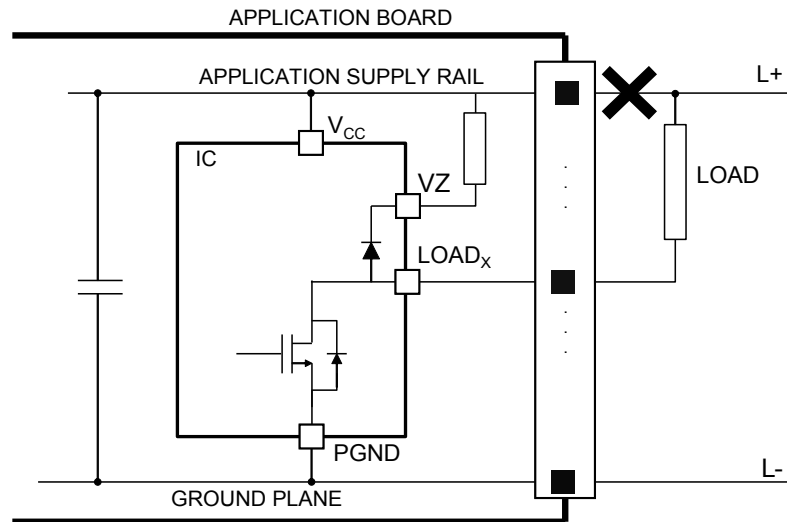 APPLICATION BOARD
L+
APPLICATION SUPPLY RAIL
VCC
IC
VZ
LOAD
LOADX
PGND
L-
GROUND PLANE